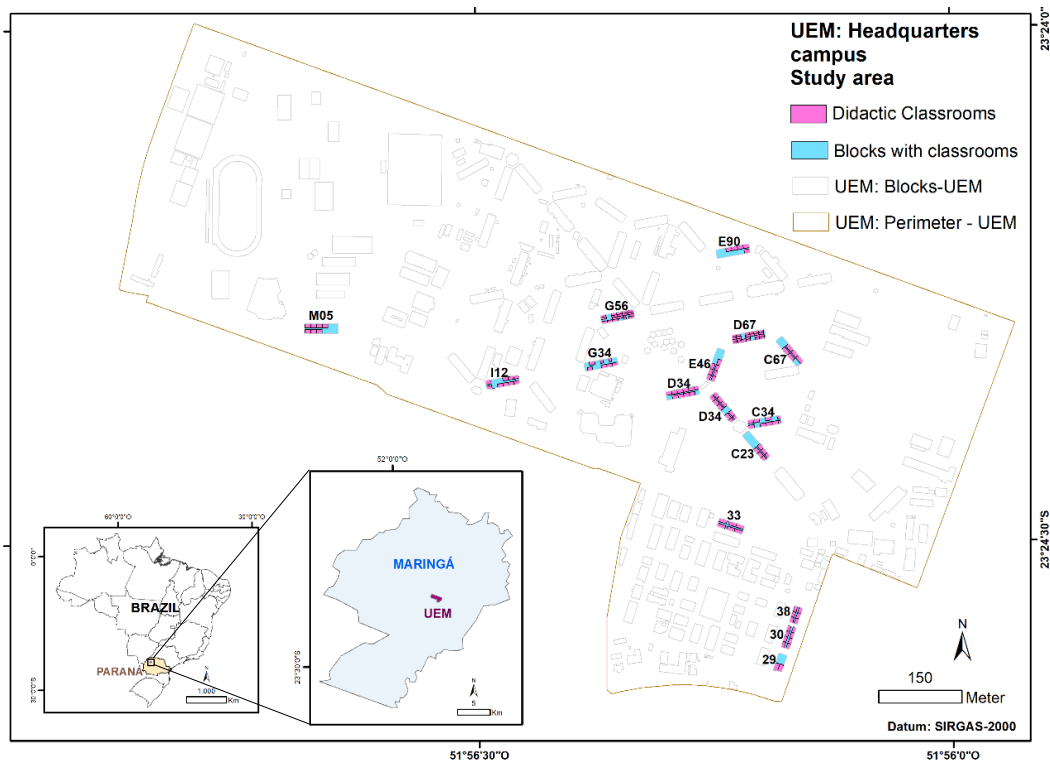 UEM: Headquarters
campus
Study area
Didactic Classrooms
Blocks with classrooms
UEM: Blocks-UEM
UEM: Perimeter - UEM
23°24'0"
E90
M05
G56
D67
C67
G34
E46
I12
D34
D34
C34
C23
33
23°24'30"S
38
30
29
N
150
Meter
Datum: SIRGAS-2000
60°0'0"O
30°0'0"O
0°0'0"
BRAZIL
PARANÁ
N
1.000
Km
30°0'0"S
52°0'0"O
MARINGÁ
UEM
23°30'0"S
N
5
Km
51°56'30"O
51°56'0"O